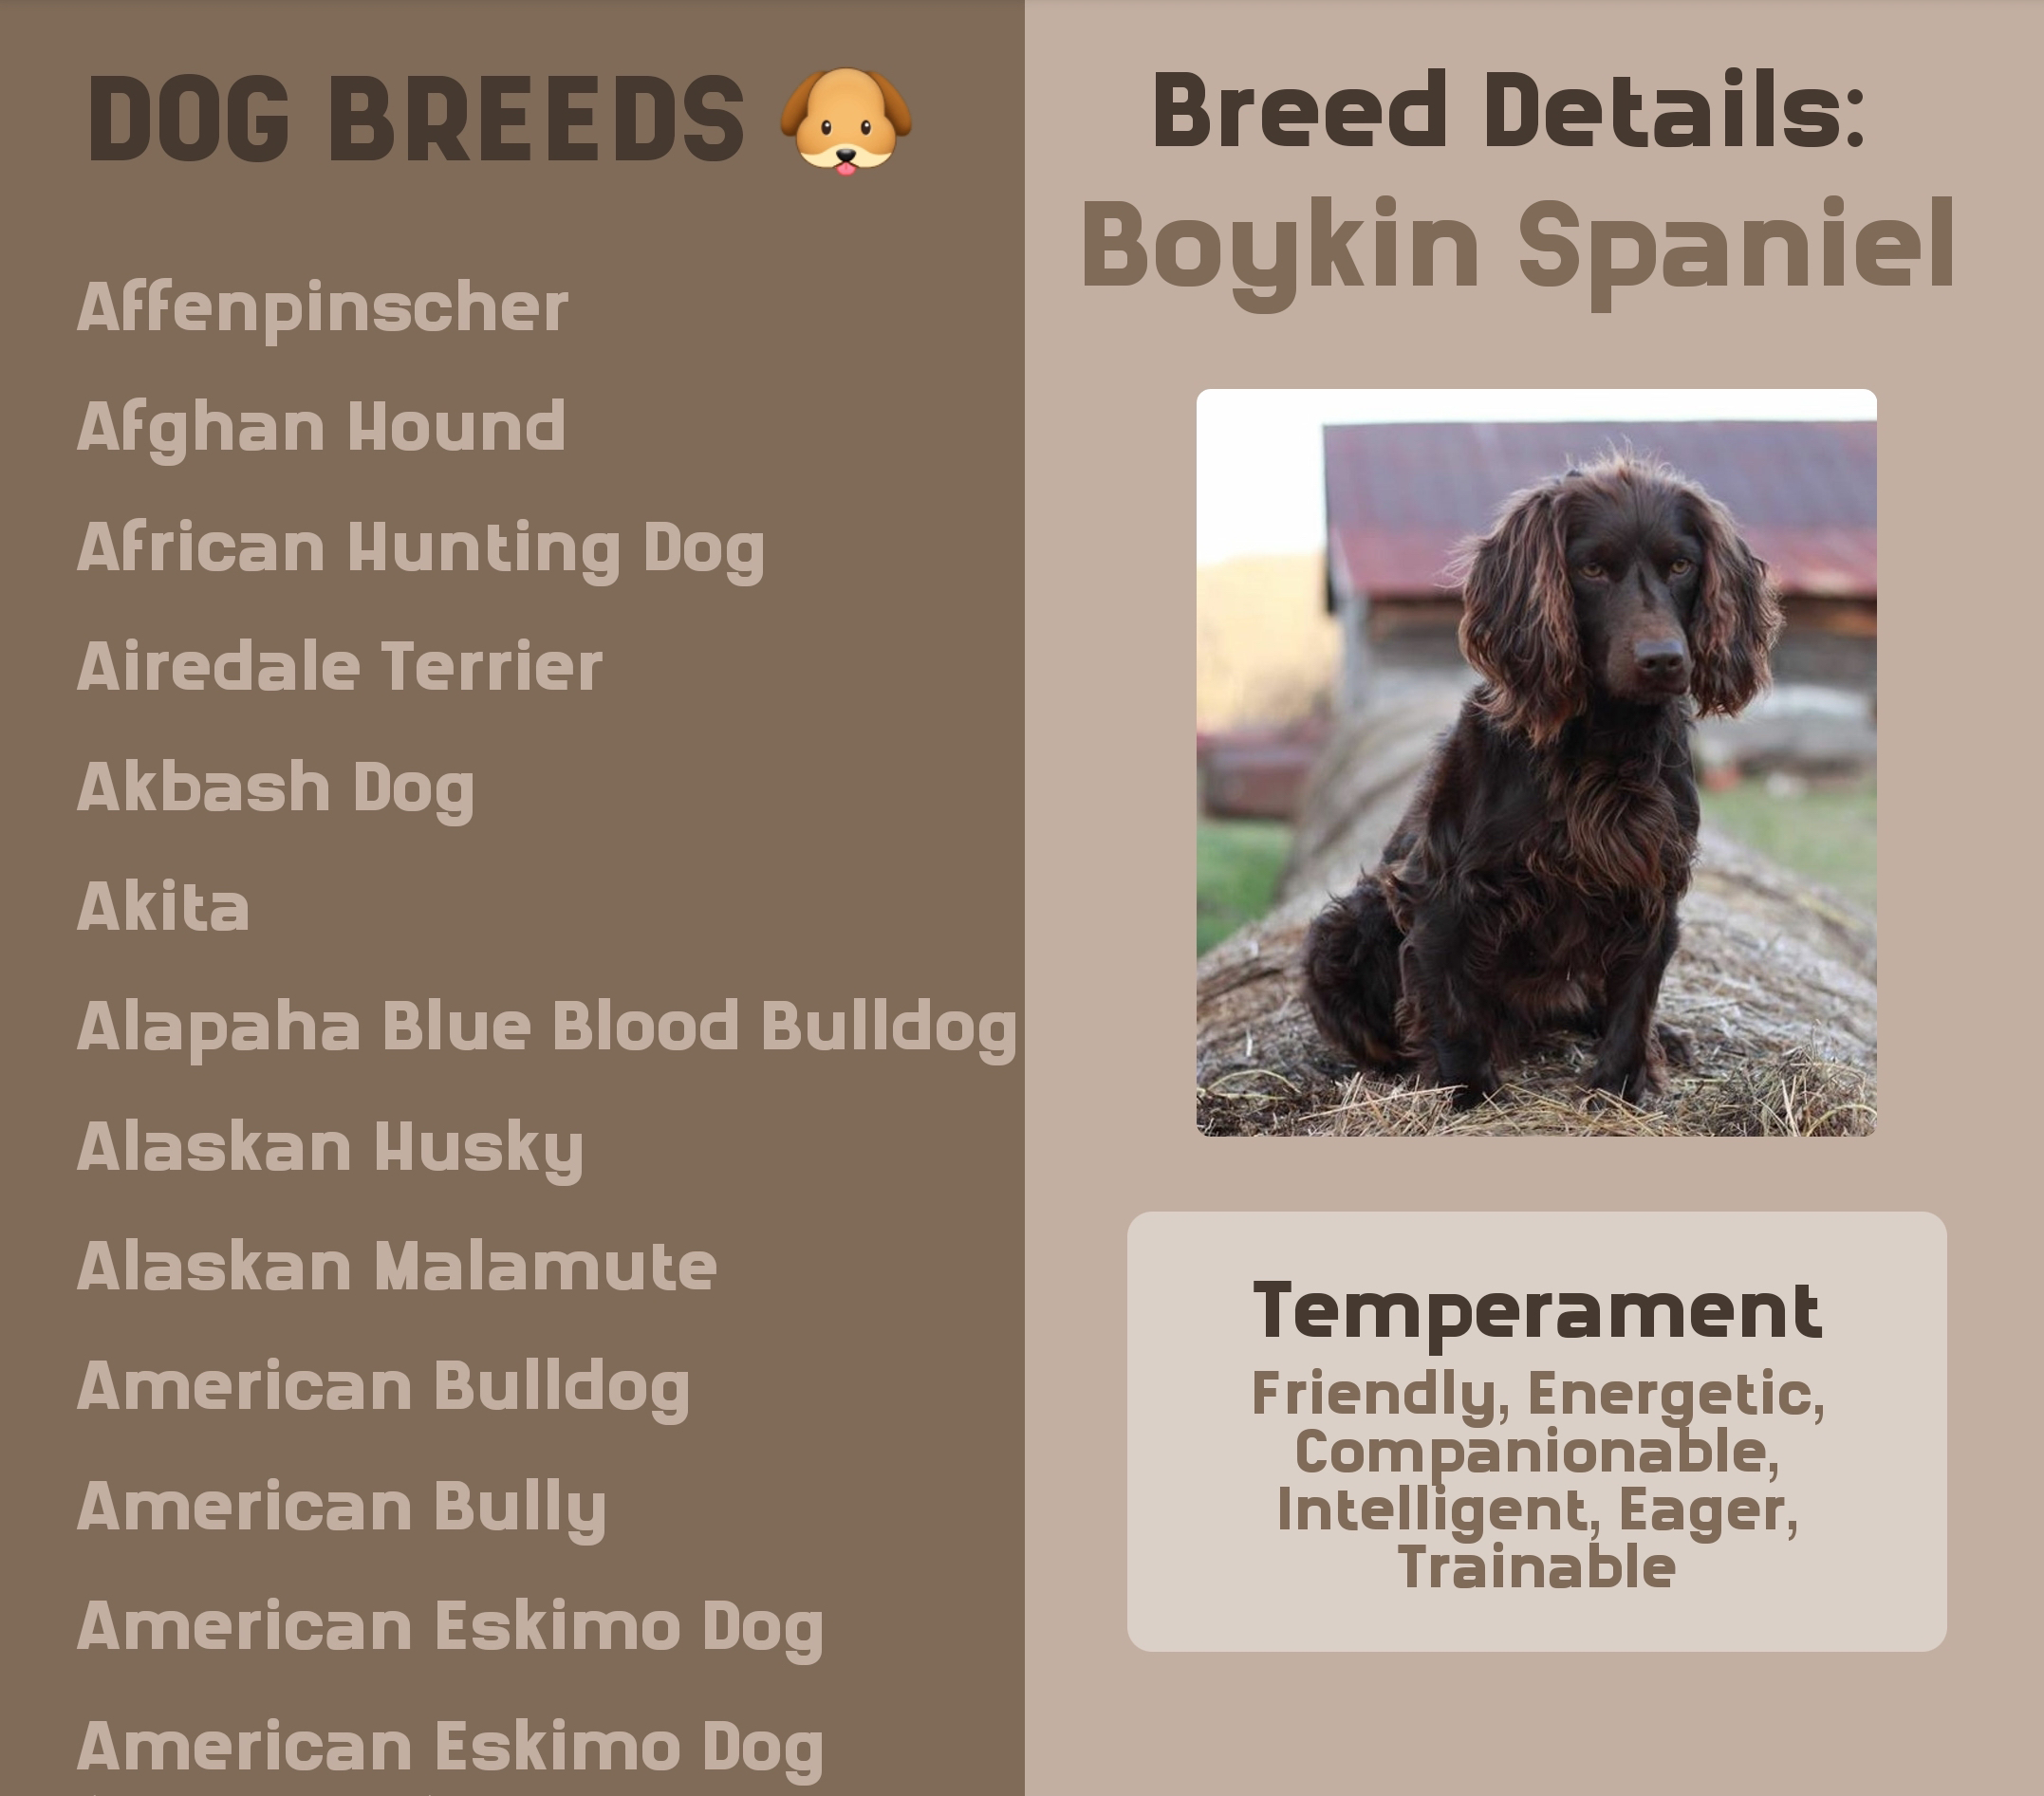 DOG BREEDS
Affenpinscher
Afghan Hound
African Hunting Dog
Airedale Terrier
Akbash Dog
Akita
Alapaha Blue Blood Bulldog
Alaskan Husky
Alaskan Malamute
American Bulldog
American Bully
American Eskimo Dog
American Eskimo Dog
Breed Details:
Boykin Spaniel
Temperament
Friendly, Energetic,
Companionable,
Intelligent, Eager,
Trainable